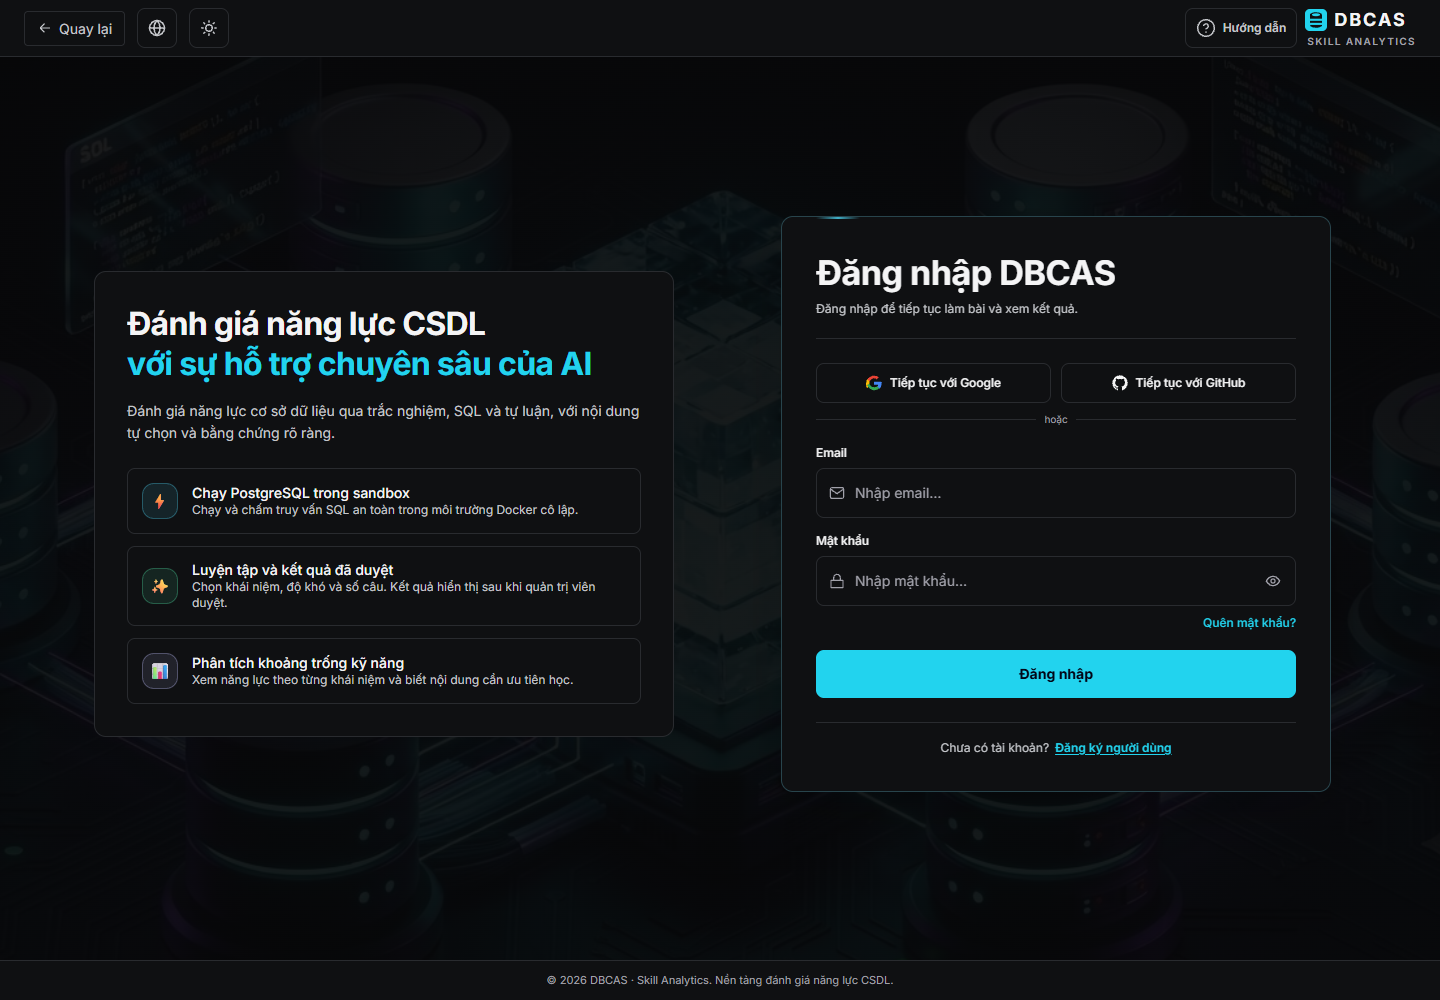 Quay lại
Hướng dẫn
DBCAS
SKILL ANALYTICS
SQL
Đánh giá năng lực CSDL
với sự hỗ trợ chuyên sâu của AI
Đánh giá năng lực cơ sở dữ liệu qua trắc nghiệm, SQL và tự luận, với nội dung
tự chọn và bằng chứng rõ ràng.
Chạy PostgreSQL trong sandbox
Chạy và chấm truy vấn SQL an toàn trong môi trường Docker cô lập.
Luyện tập và kết quả đã duyệt
Chọn khái niệm, độ khó và số câu. Kết quả hiển thị sau khi quản trị viên
duyệt.
Phân tích khoảng trống kỹ năng
Xem năng lực theo từng khái niệm và biết nội dung cần ưu tiên học.
Đăng nhập DBCAS
Đăng nhập để tiếp tục làm bài và xem kết quả.
Tiếp tục với Google
Tiếp tục với GitHub
hoặc
Email
Nhập email...
Mật khẩu
Nhập mật khẩu...
Quên mật khẩu?
Đăng nhập
Chưa có tài khoản? Đăng ký người dùng
© 2026 DBCAS · Skill Analytics. Nền tảng đánh giá năng lực CSDL.